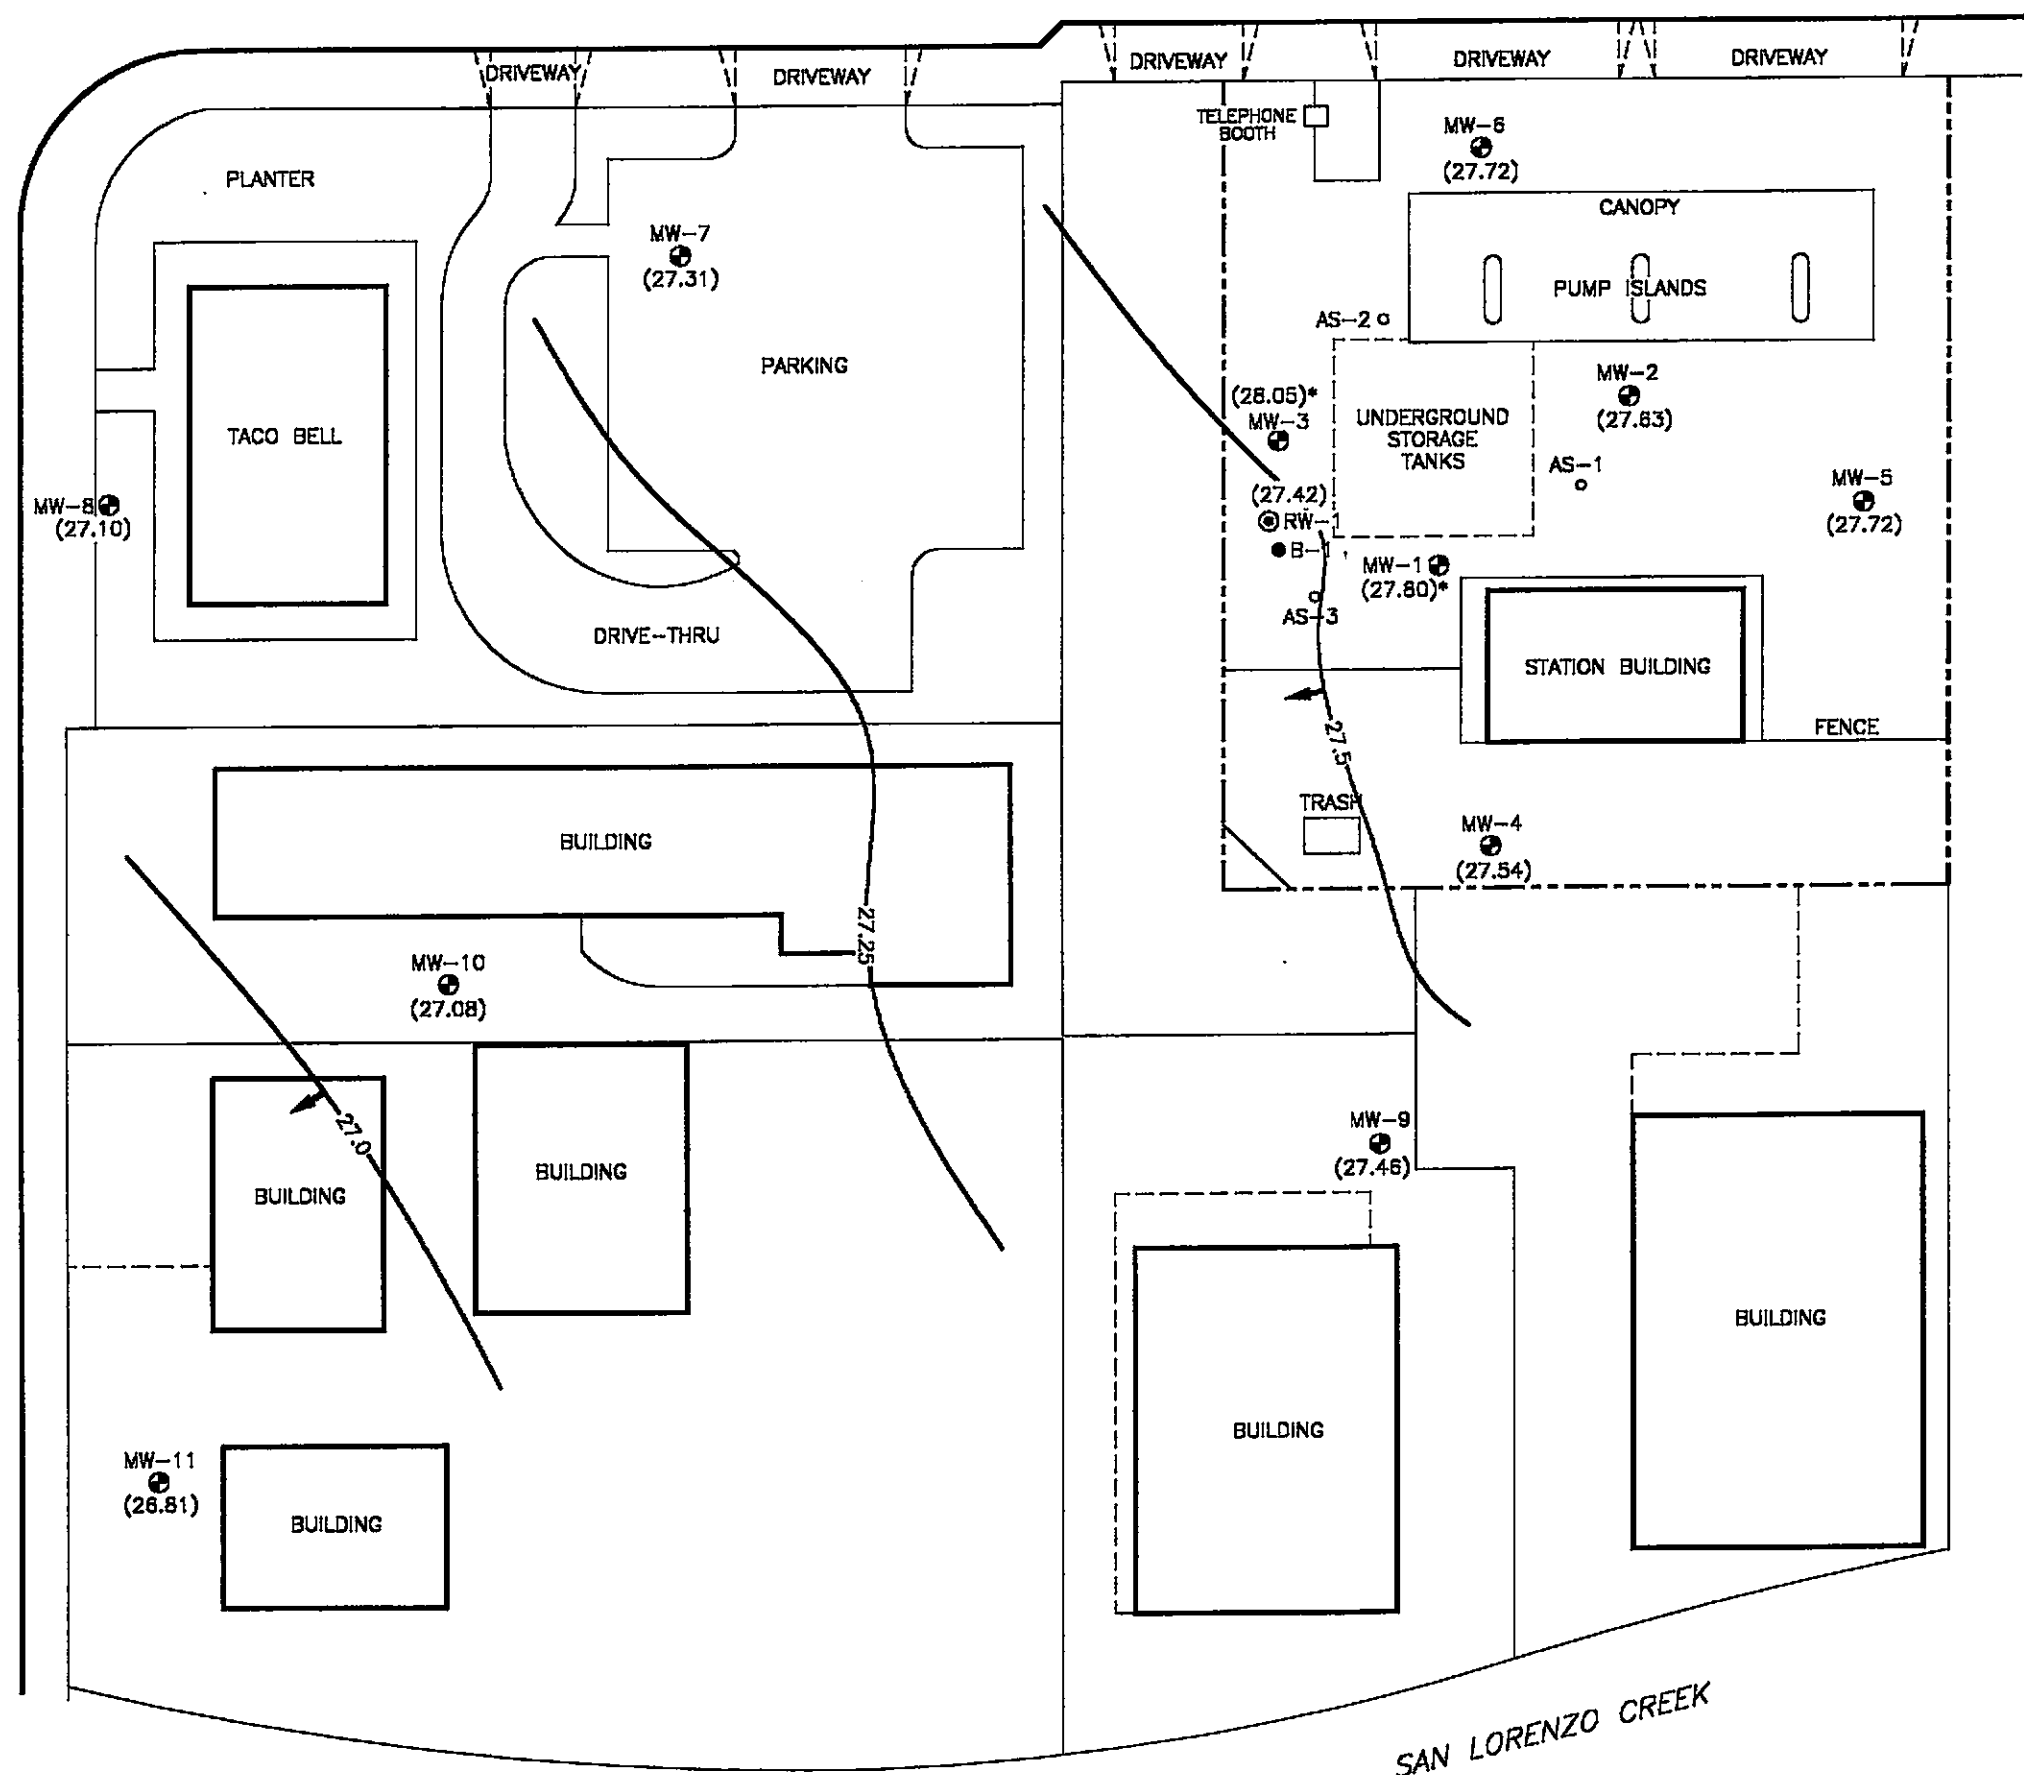 DRIVEWAY
DRIVEWAY
DRIVEWAY
DRIVEWAY
DRIVEWAY
TELEPHONE
BOOTH
MW-6
(27.72)
PLANTER
CANOPY
MW-7
(27.31)
PUMP ISLANDS
AS-2
PARKING
MW-2
(27.63)
(28.05)*
MW-3
UNDERGROUND
STORAGE
TANKS
TACO BELL
AS-1
MW-5
(27.72)
MW-8
(27.10)
(27.42)
RW-1
B-1
MW-1
(27.80)*
AS-3
DRIVE-THRU
STATION BUILDING
FENCE
27.5
TRASH
MW-4
(27.54)
BUILDING
27.25
MW-10
(27.08)
27.0
MW-9
(27.46)
BUILDING
BUILDING
BUILDING
BUILDING
MW-11
(26.81)
BUILDING
SAN LORENZO CREEK